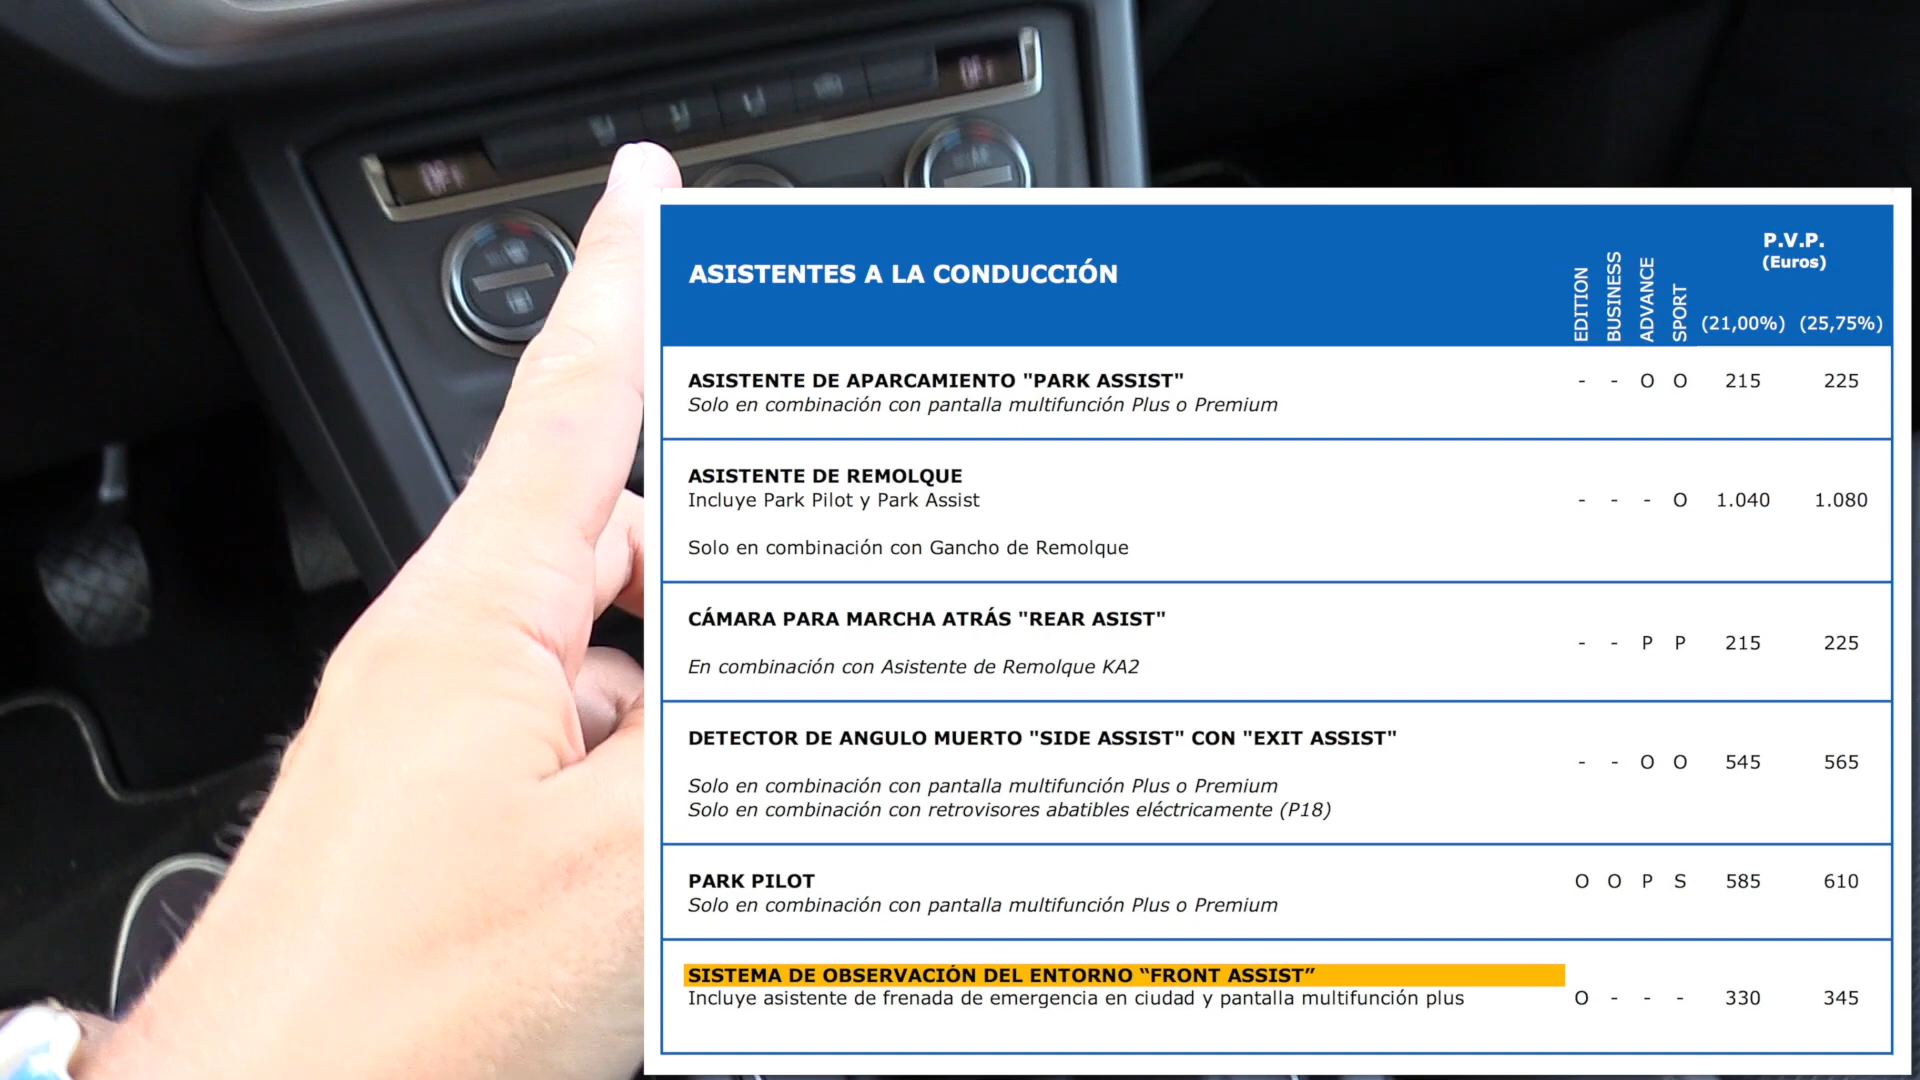 ASISTENTES A LA CONDUCCIÓN
EDITION
BUSINESS
ADVANCE
SPORT
P.V.P.
(Euros)
(21,00%) (25,75%)
ASISTENTE DE APARCAMIENTO "PARK ASSIST"
Solo en combinación con pantalla multifunción Plus o Premium
- - O O 215 225
ASISTENTE DE REMOLQUE
Incluye Park Pilot y Park Assist
- - - O 1.040 1.080
Solo en combinación con Gancho de Remolque
CÁMARA PARA MARCHA ATRÁS "REAR ASIST"
- - P P 215 225
En combinación con Asistente de Remolque KA2
DETECTOR DE ANGULO MUERTO "SIDE ASSIST" CON "EXIT ASSIST"
- - O O 545 565
Solo en combinación con pantalla multifunción Plus o Premium
Solo en combinación con retrovisores abatibles eléctricamente (P18)
PARK PILOT
O O P S 585 610
Solo en combinación con pantalla multifunción Plus o Premium
SISTEMA DE OBSERVACIÓN DEL ENTORNO “FRONT ASSIST”
Incluye asistente de frenada de emergencia en ciudad y pantalla multifunción plus
O - - - 330 345